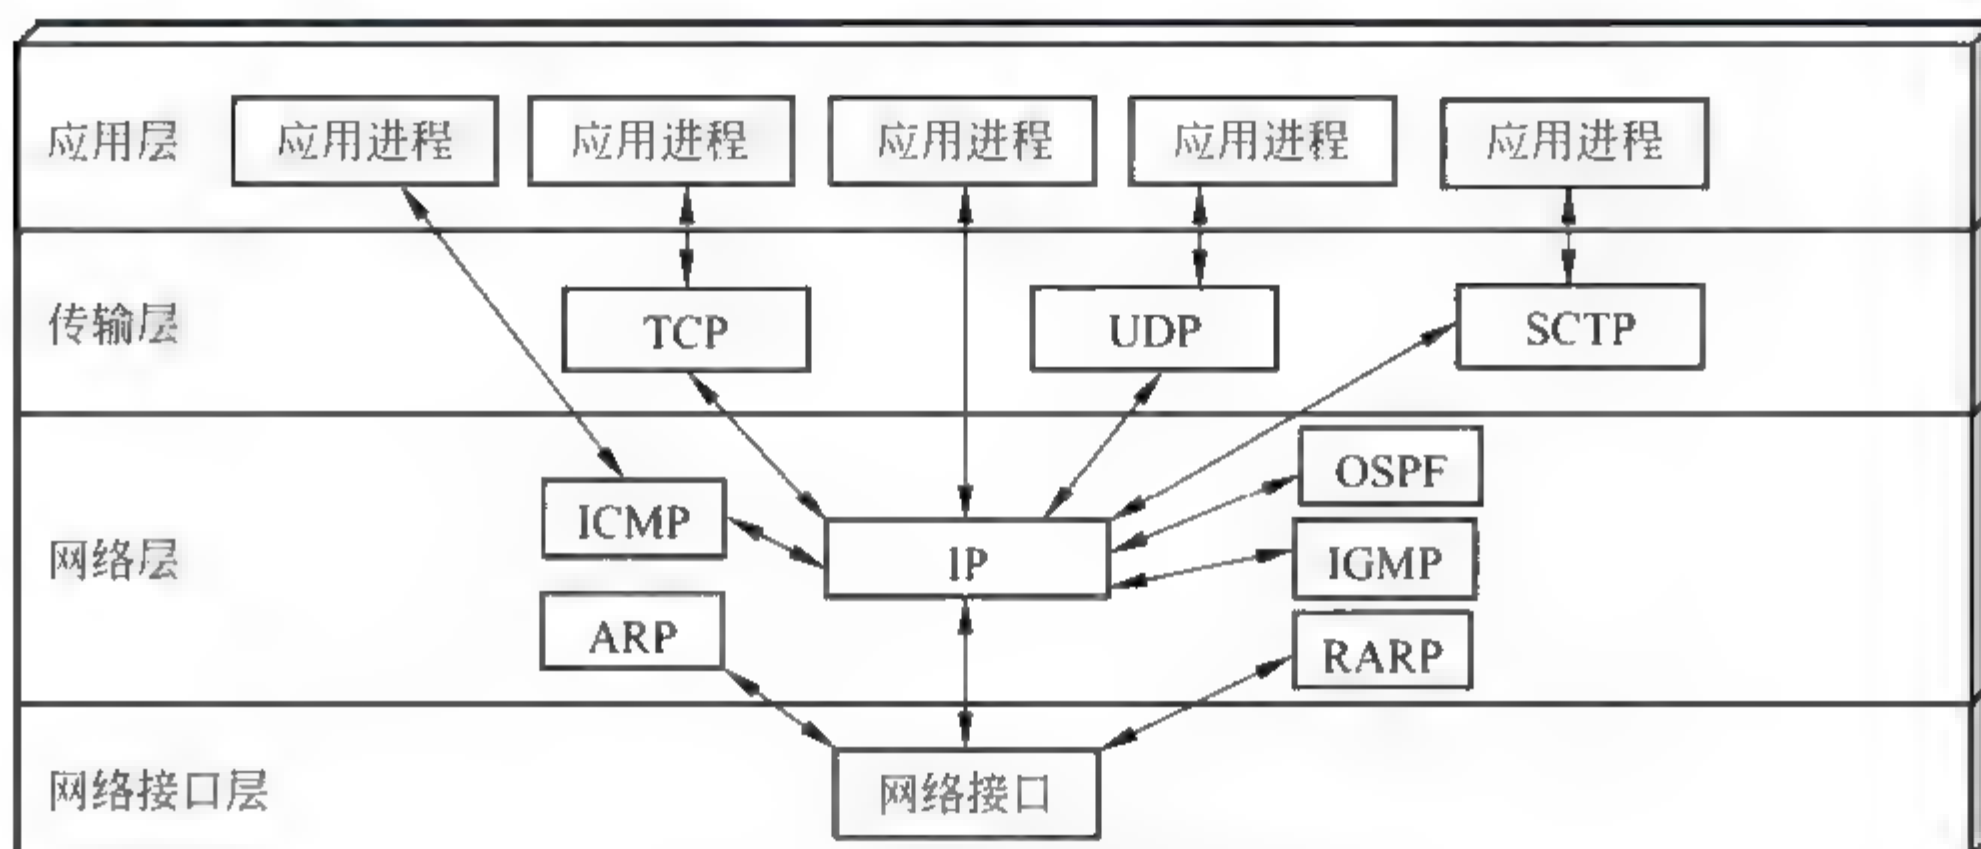 应用层
应用进程
应用进程
应用进程
应用进程
应用进程
传输层
TCP
UDP
SCTP
网络层
ICMP
IP
OSPF
IGMP
ARP
RARP
网络接口层
网络接口